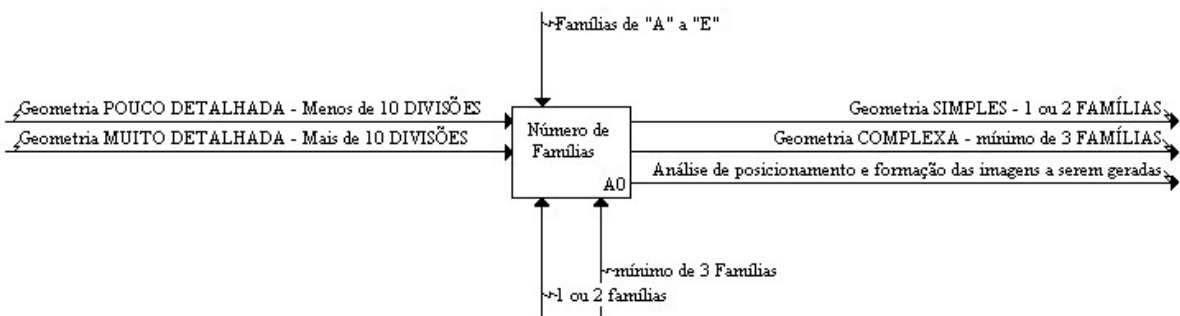 Famílias de "A" a "E"
Geometria POUCO DETALHADA - Menos de 10 DIVISÕES
Geometria MUITO DETALHADA - Mais de 10 DIVISÕES
Número de
Famílias
A0
Geometria SIMPLES - 1 ou 2 FAMÍLIAS
Geometria COMPLEXA - mínimo de 3 FAMÍLIAS
Análise de posicionamento e formação das imagens a serem geradas
mínimo de 3 Famílias
1 ou 2 famílias